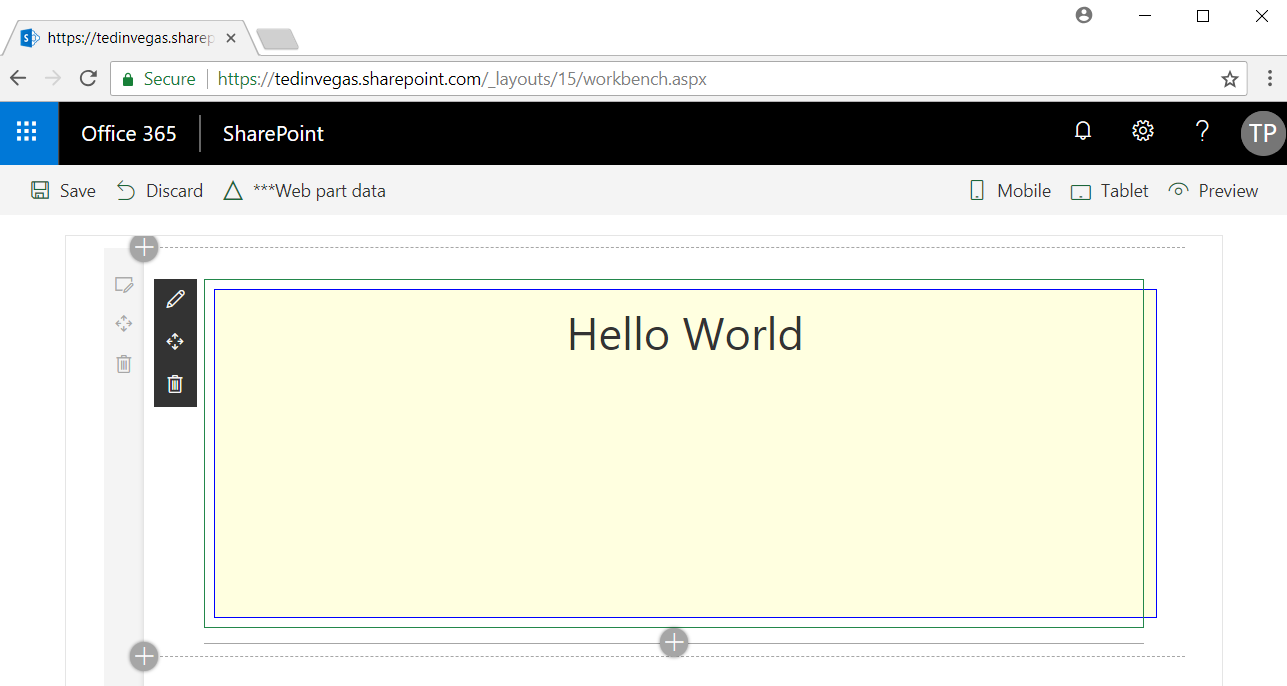 https://tedinvegas.sharep
Secure https://tedinvegas.sharepoint.com/_layouts/15/workbench.aspx
Office 365 SharePoint ? TP
Save Discard ***Web part data Mobile Tablet Preview
Hello World